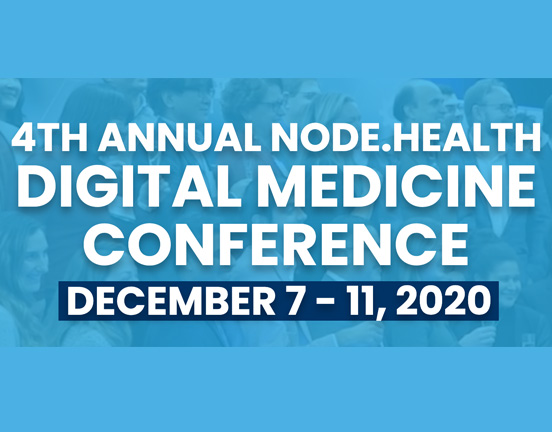 4TH ANNUAL NODE.HEALTH
DIGITAL MEDICINE
CONFERENCE
DECEMBER 7 - 11, 2020